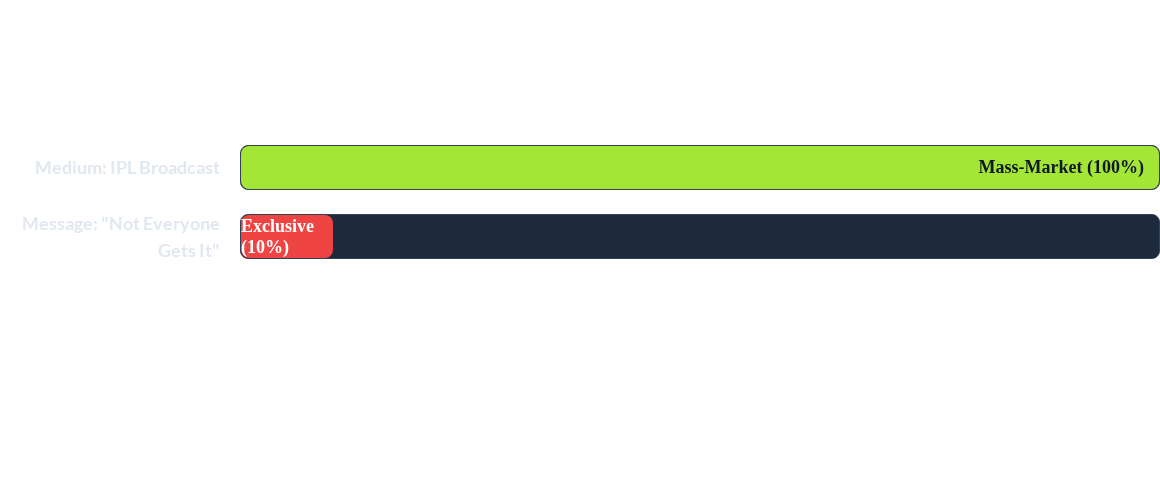 Medium: IPL Broadcast
Mass-Market (100%)
Message: "Not Everyone
Gets It"
Exclusive
(10%)